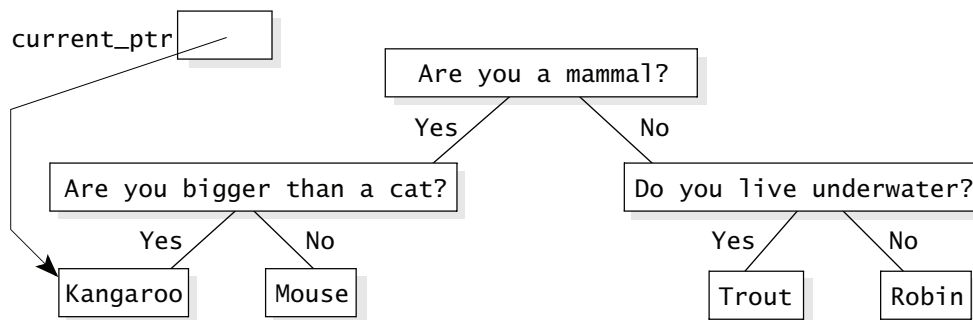 current_ptr
Are you a mammal?
Yes No
Are you bigger than a cat? Do you live underwater?
Yes No Yes No
Kangaroo Mouse Trout Robin